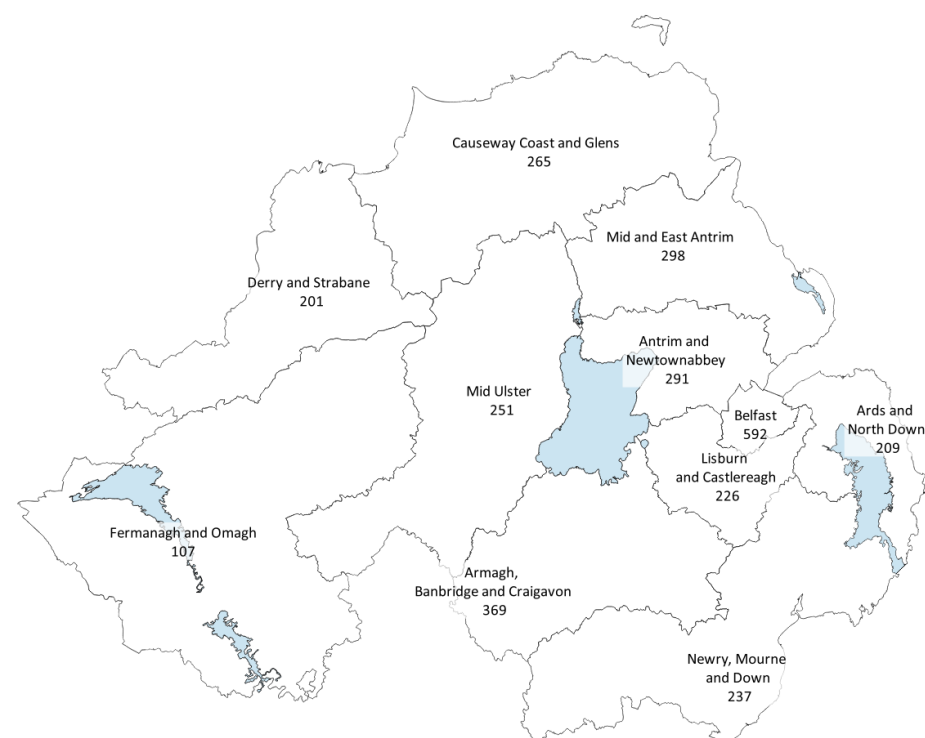 Causeway Coast and Glens
265
Mid and East Antrim
298
Derry and Strabane
201
Antrim and
Newtownabbey
291
Mid Ulster
251
Belfast
592
Ards and
North Down
209
Lisburn
and Castlereagh
226
Fermanagh and Omagh
107
Armagh,
Banbridge and Craigavon
369
Newry, Mourne
and Down
237